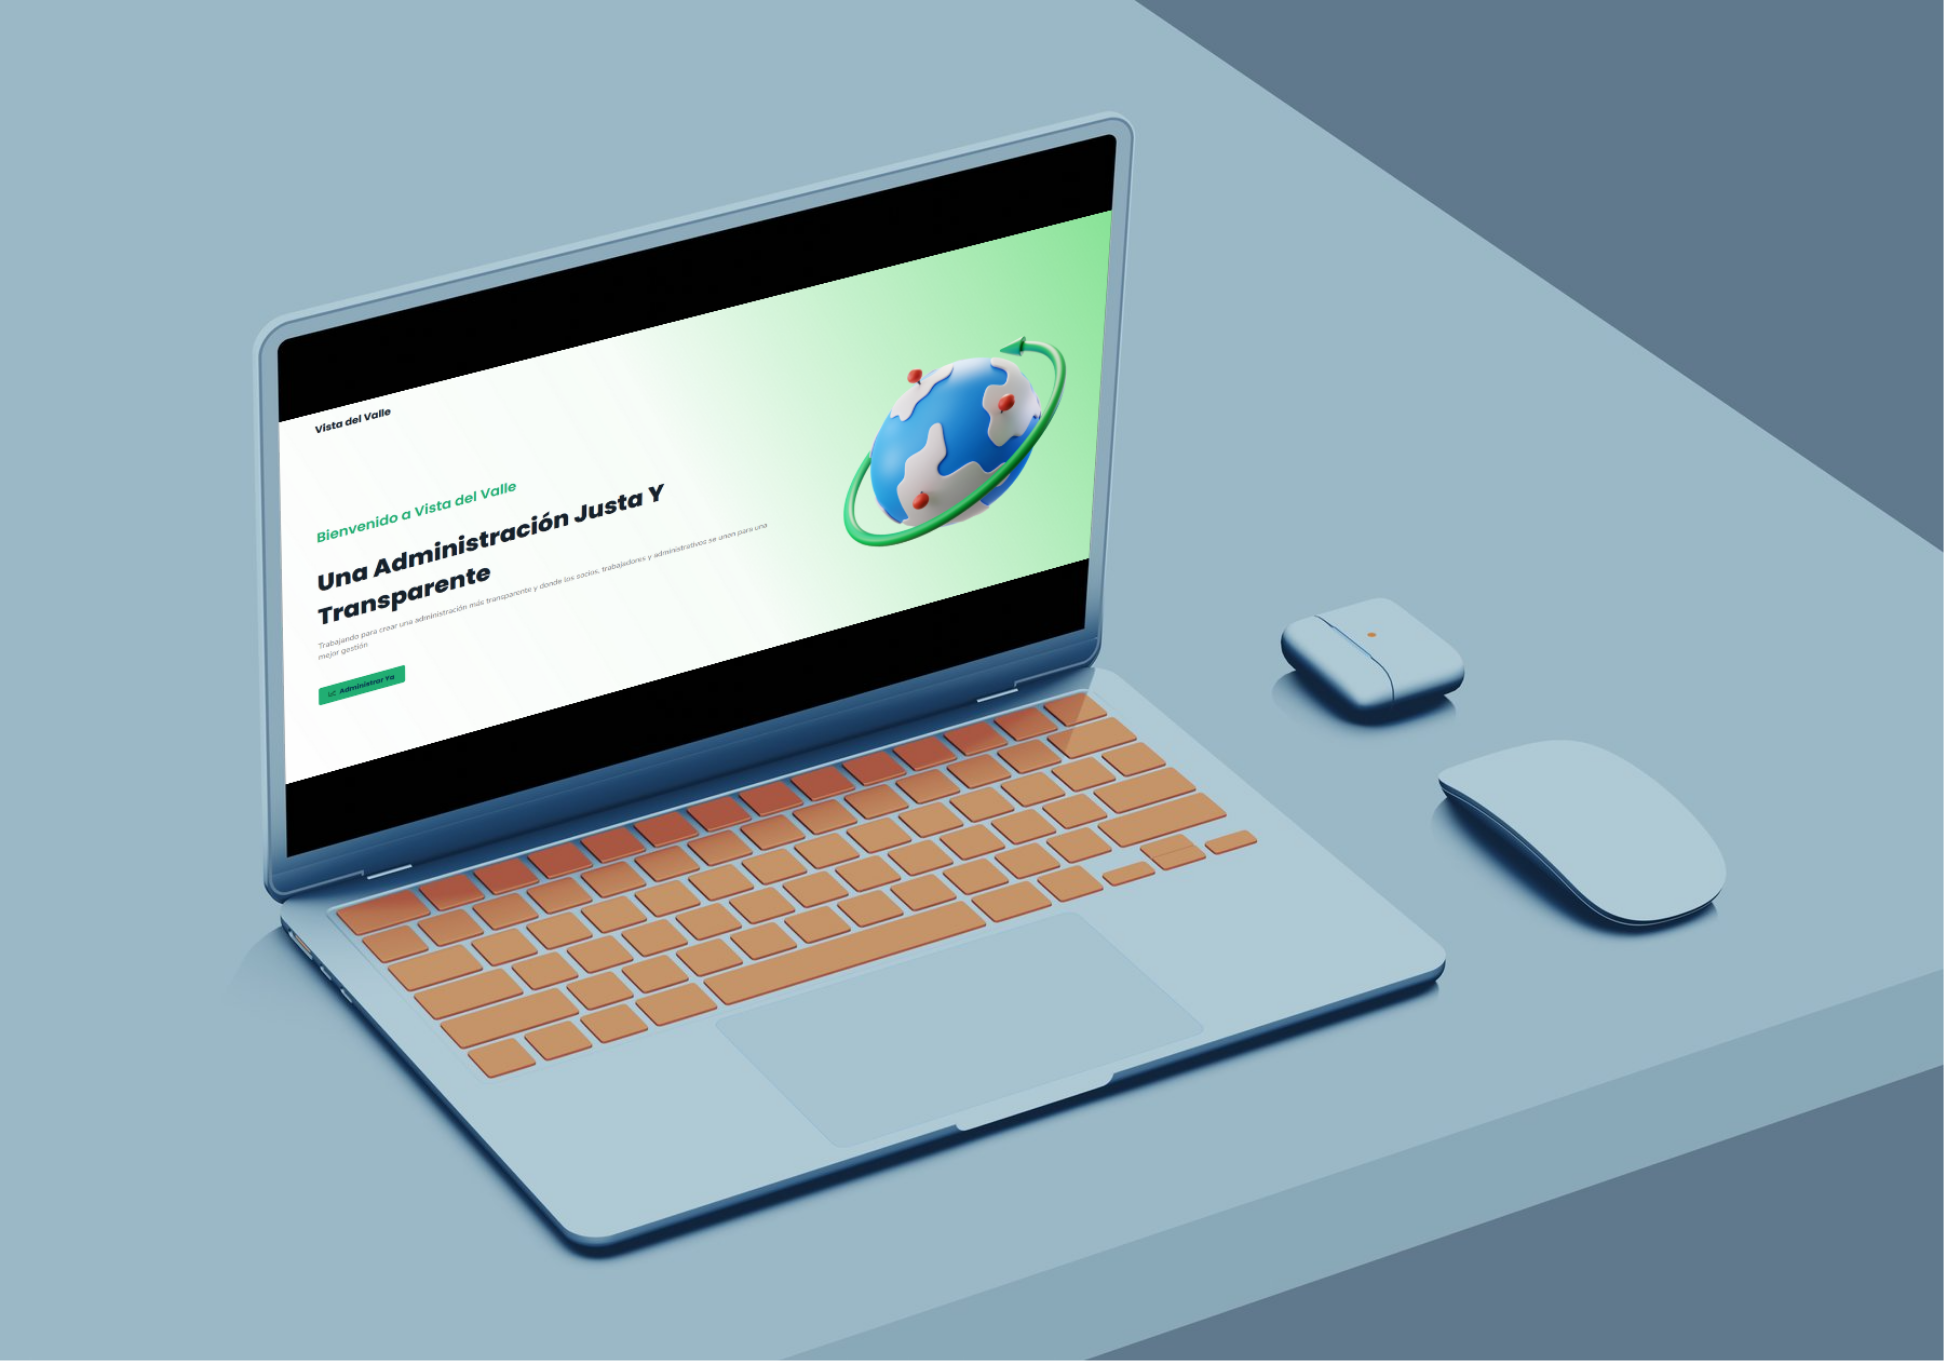 Vista del Valle
Bienvenido a Vista del Valle
Una Administración Justa Y
Transparente
Trabajando para crear una administración más transparente y donde los socios, trabajadores y administrativos se unen para una
mejor gestión
Administrar Ya